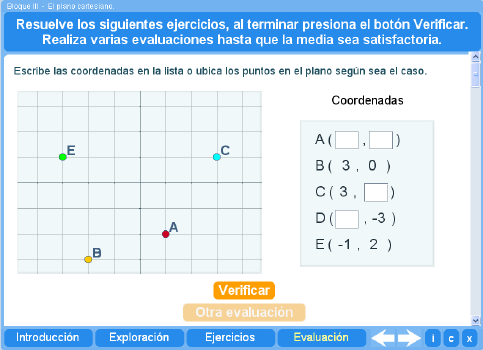 Bloque III - El plano cartesiano.
Resuelve los siguientes ejercicios, al terminar presiona el botón Verificar.
Realiza varias evaluaciones hasta que la media sea satisfactoria.
Escribe las coordenadas en la lista o ubica los puntos en el plano según sea el caso.
Coordenadas
E
C
A
B
A ( , )
B ( 3 , 0 )
C ( 3 , )
D ( , -3 )
E ( -1 , 2 )
Verificar
Otra evaluación
Introducción Exploración Ejercicios Evaluación i c x